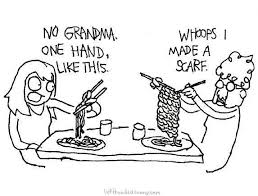 NO GRANDMA.
ONE HAND,
LIKE THIS.
WHOOPS I
MADE A
SCARF.